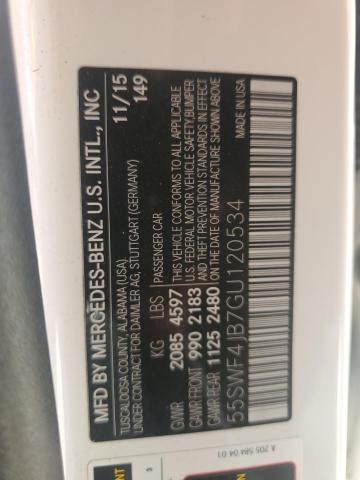 MFD BY MERCEDES-BENZ U.S. INTL., INC
TUSCALOOSA COUNTY, ALABAMA (USA)
UNDER CONTRACT FOR DAIMLER AG, STUTTGART (GERMANY)
11/15
149
KG LBS
GVWR 2085 4597
GAWR FRONT 990 2183
GAWR REAR 1125 2480
PASSENGER CAR
THIS VEHICLE CONFORMS TO ALL APPLICABLE
U.S. FEDERAL MOTOR VEHICLE SAFETY,BUMPER
AND THEFT PREVENTION STANDARDS IN EFFECT
ON THE DATE OF MANUFACTURE SHOWN ABOVE
55SWF4JB7GU120534
MADE IN USA
A 205 584 04 01